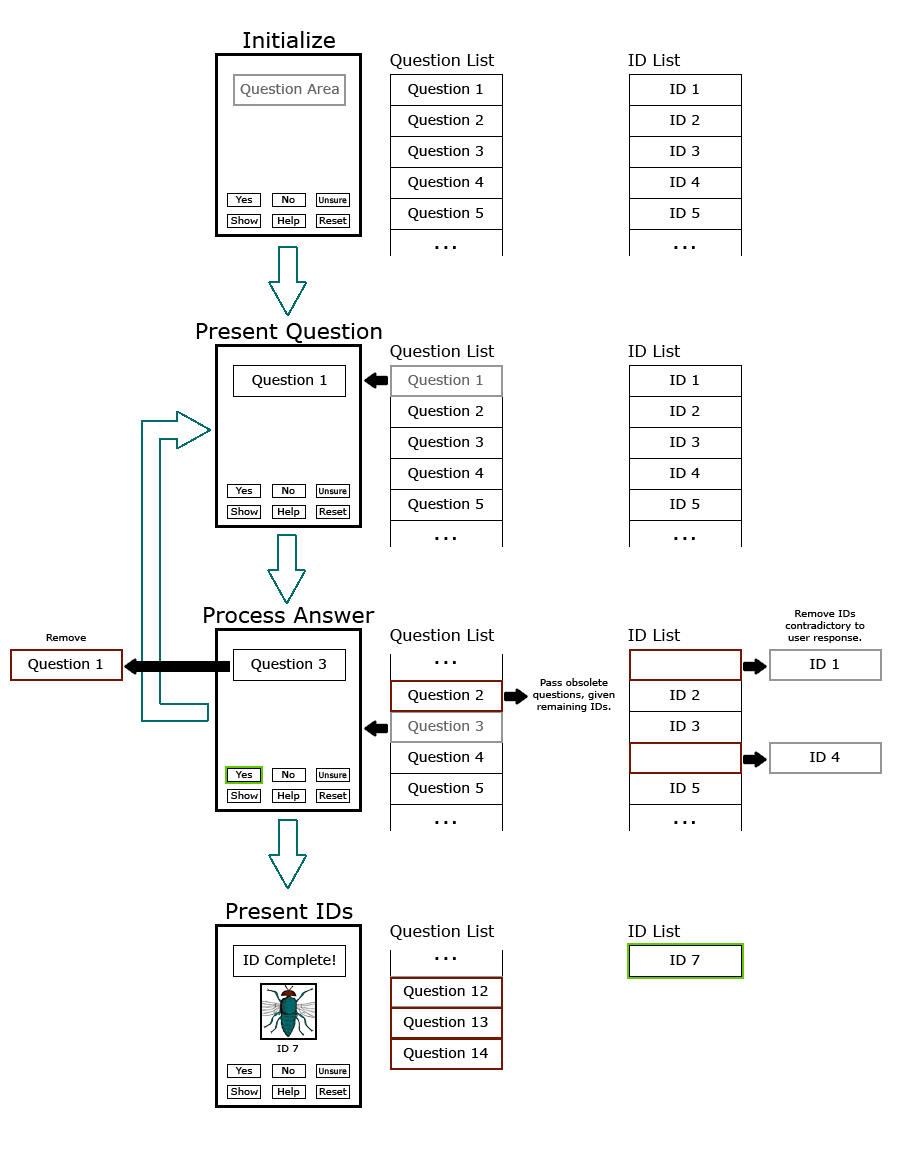 Initialize
Question List
ID List
Question Area
Question 1
ID 1
Question 2
ID 2
Question 3
ID 3
Question 4
ID 4
Yes
No
Unsure
Question 5
ID 5
Show
Help
Reset
...
...
Present Question
Question List
ID List
Question 1
Question 1
ID 1
Question 2
ID 2
Question 3
ID 3
Question 4
ID 4
Yes
No
Unsure
Question 5
ID 5
Show
Help
Reset
...
...
Process Answer
Question List
ID List
Remove IDs
contradictory to
user response.
Remove
Question 1
Question 3
...
ID 1
Question 2
Pass obsolete
questions, given
remaining IDs.
ID 2
Question 3
ID 3
Question 4
ID 4
Yes
No
Unsure
Question 5
ID 5
Show
Help
Reset
...
...
Present IDs
Question List
ID List
ID Complete!
...
ID 7
Question 12
Question 13
ID 7
Question 14
Yes
No
Unsure
Show
Help
Reset